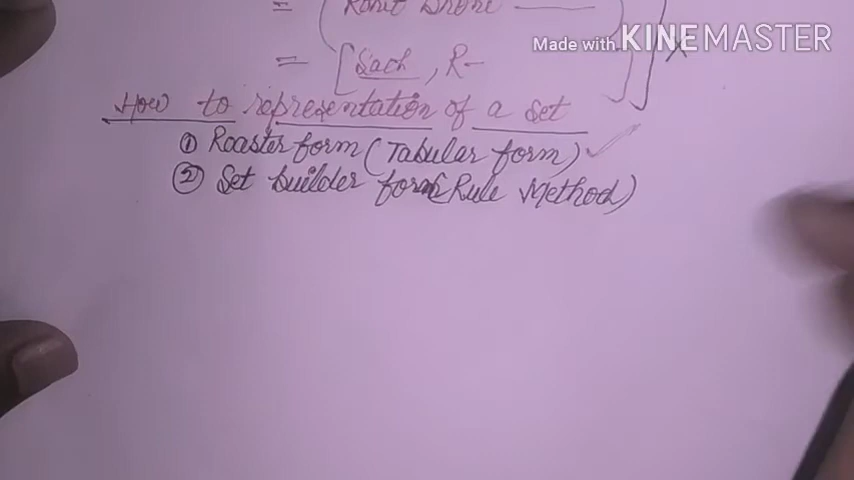 =
Made with KINEMASTER
= [Sach, R-
x
How to representation of a set
① Roaster form (Tabular form) ✓
② Set builder form (Rule Method)